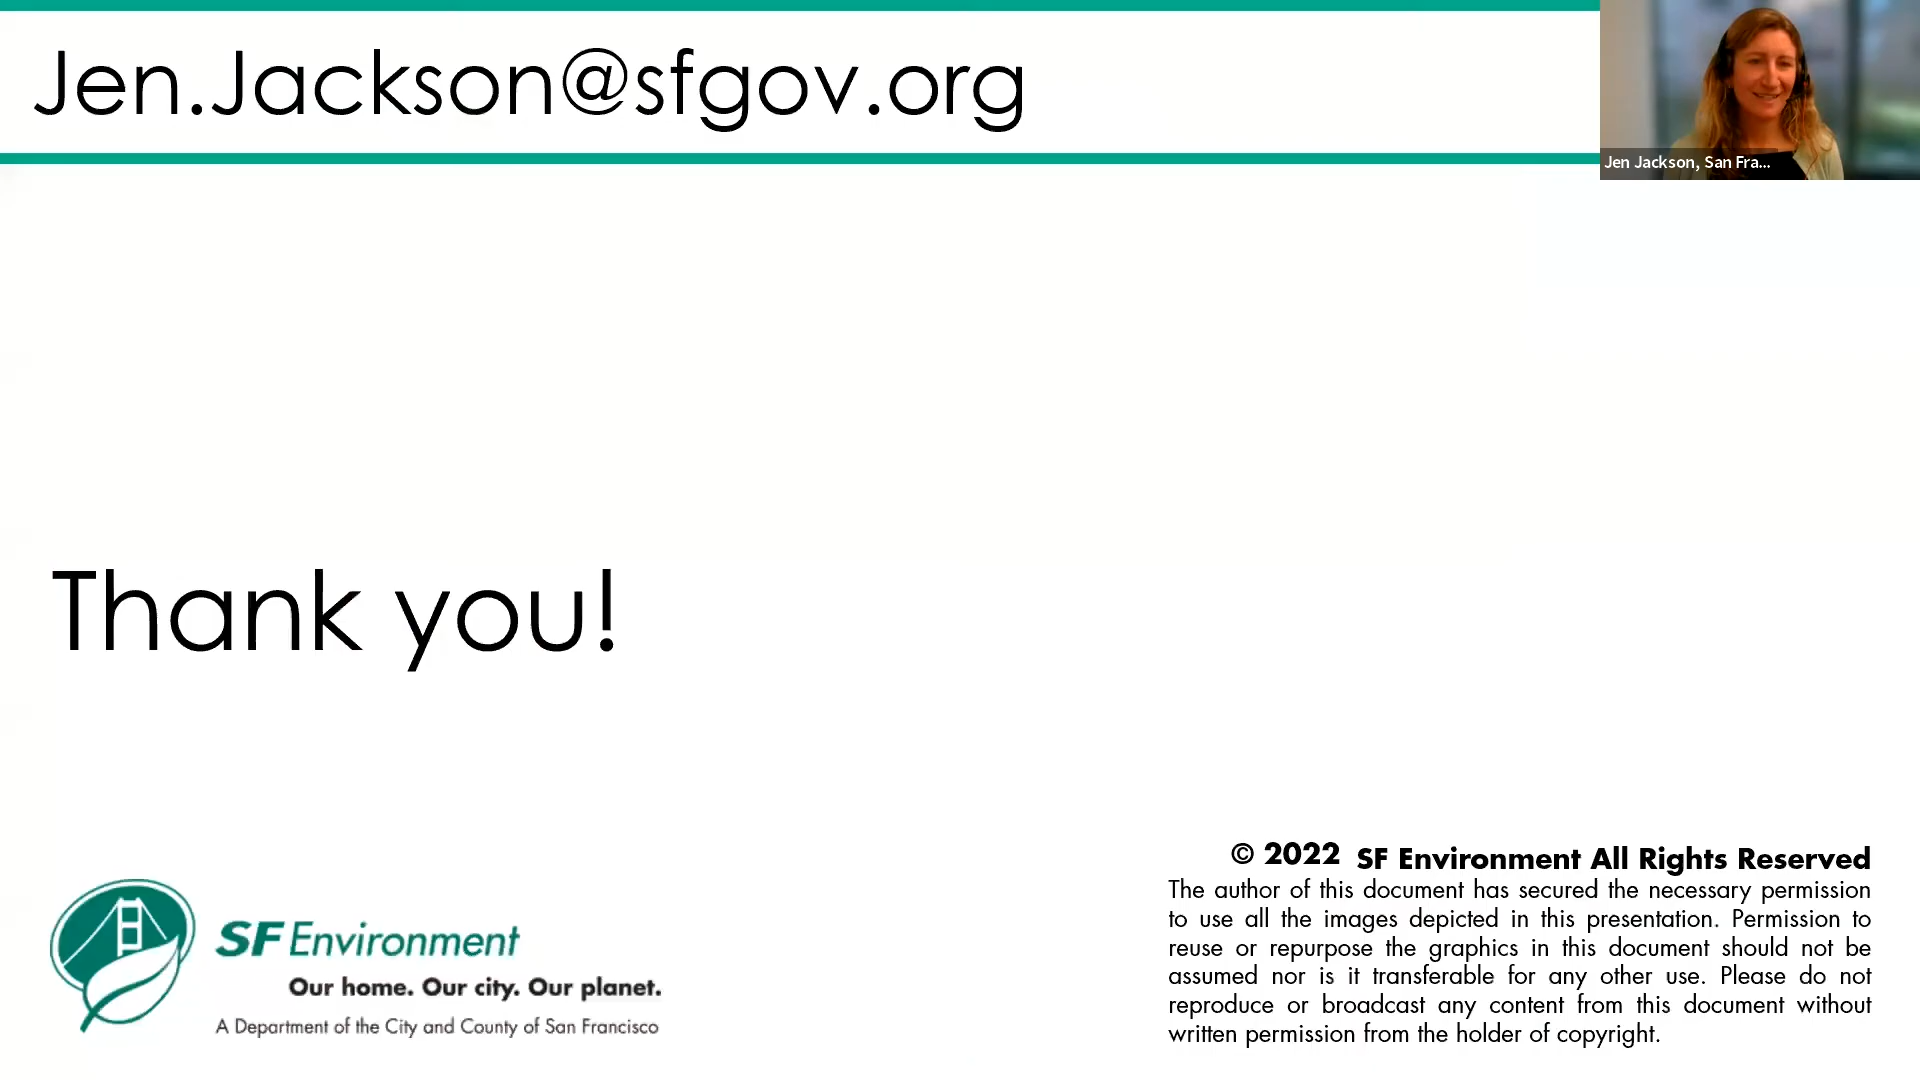 Jen.Jackson@sfgov.org
Jen Jackson, San Fra...
Thank you!
SF Environment
Our home. Our city. Our planet.
A Department of the City and County of San Francisco
© 2022 SF Environment All Rights Reserved
The author of this document has secured the necessary permission
to use all the images depicted in this presentation. Permission to
reuse or repurpose the graphics in this document should not be
assumed nor is it transferable for any other use. Please do not
reproduce or broadcast any content from this document without
written permission from the holder of copyright.